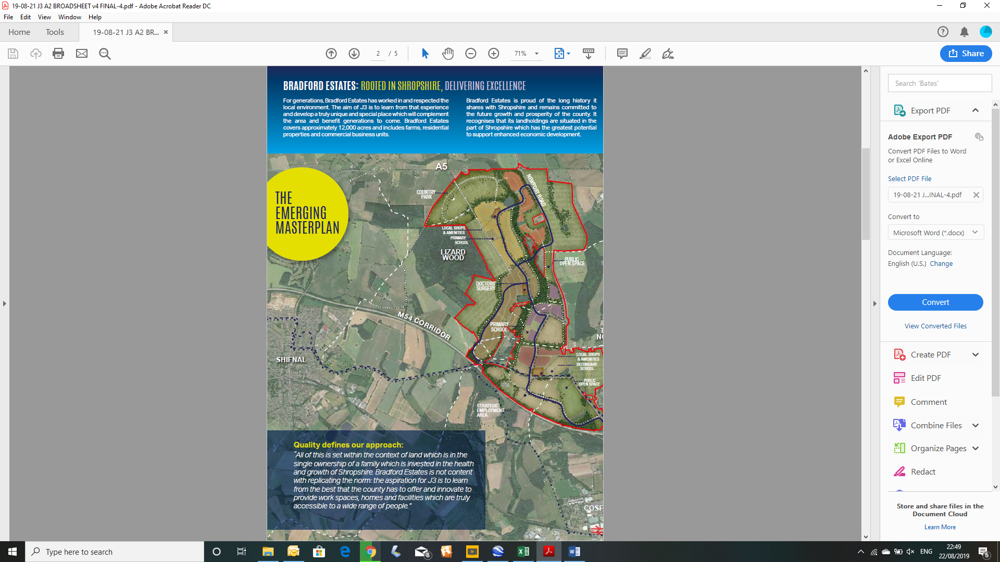 19-08-21 J3 A2 BROADSHEET v4 FINAL-4.pdf - Adobe Acrobat Reader DC
File Edit View Window Help
Home Tools 19-08-21 J3 A2 BR... ×
2 / 5 71%
Share
BRADFORD ESTATES: ROOTED IN SHROPSHIRE, DELIVERING EXCELLENCE
For generations, Bradford Estates has worked in and respected the
local environment. The aim of J3 is to learn from that experience
and develop a truly unique and special place which will complement
the area and benefit generations to come. Bradford Estates
covers approximately 12,000 acres and includes farms, residential
properties and commercial business units.
Bradford Estates is proud of the long history it
shares with Shropshire and remains committed to
the future growth and prosperity of the county. It
recognises that its landholdings are situated in the
part of Shropshire which has the greatest potential
to support enhanced economic development.
THE
EMERGING
MASTERPLAN
A5
NEWPORT ROAD
COUNTRY
PARK
LOCAL SHOPS
& AMENITIES
PRIMARY
SCHOOL
LIZARD
WOOD
PUBLIC
OPEN SPACE
DOCTORS'
SURGERY
M54 CORRIDOR
PRIMARY
SCHOOL
T
NO
SHIFNAL
LOCAL SHOPS
& AMENITIES
SECONDARY
SCHOOL
PUBLIC
OPEN SPACE
STRATEGIC
EMPLOYMENT
AREA
COSF
Quality defines our approach:
"All of this is set within the context of land which is in the
single ownership of a family which is invested in the health
and growth of Shropshire. Bradford Estates is not content
with replicating the norm: the aspiration for J3 is to learn
from the best that the county has to offer and innovate to
provide work spaces, homes and facilities which are truly
accessible to a wide range of people."
Search 'Bates'
Export PDF
Adobe Export PDF
Convert PDF Files to Word
or Excel Online
Select PDF File
19-08-21 J...INAL-4.pdf
Convert to
Microsoft Word (*.docx)
Document Language:
English (U.S.) Change
Convert
View Converted Files
Create PDF
Edit PDF
Comment
Combine Files
Organize Pages
Redact
Store and share files in the
Document Cloud
Learn More
Type here to search
8
ENG
22:49
22/08/2019
6